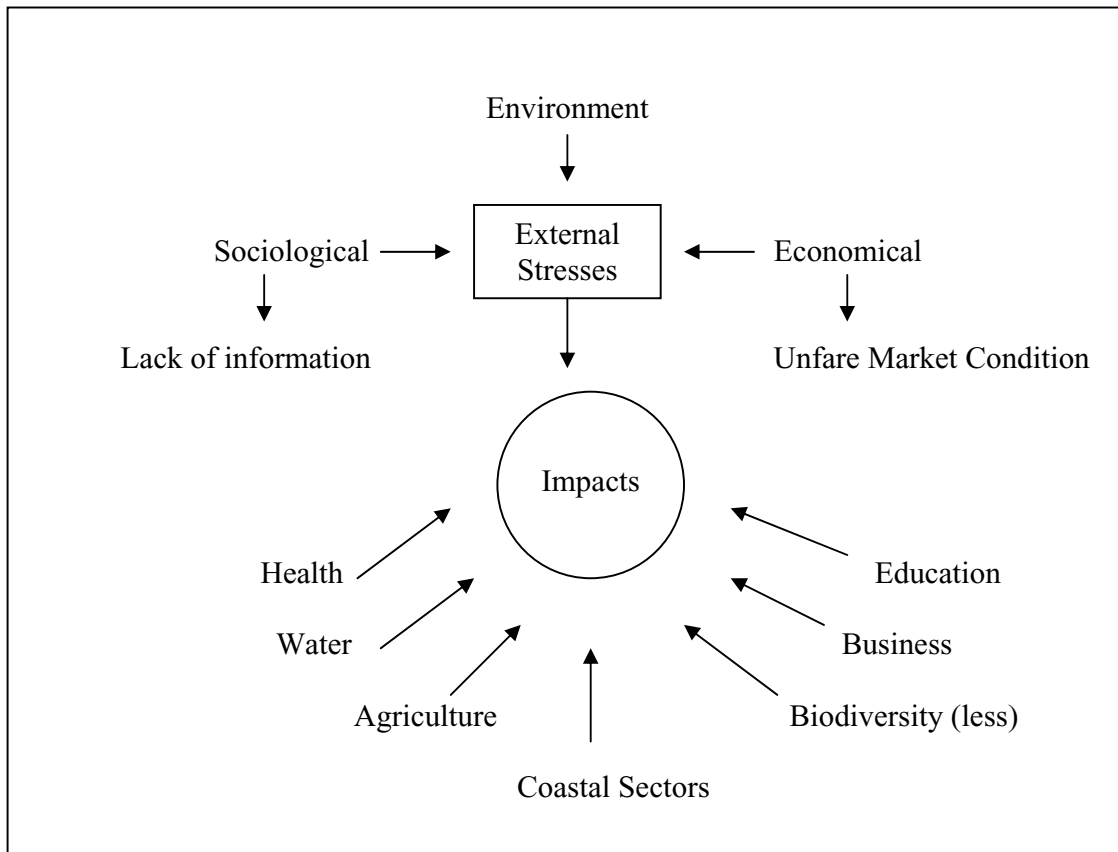 Environment
External
Stresses
Sociological
Economical
Lack of information
Unfare Market Condition
Impacts
Health
Education
Water
Business
Agriculture
Biodiversity (less)
Coastal Sectors